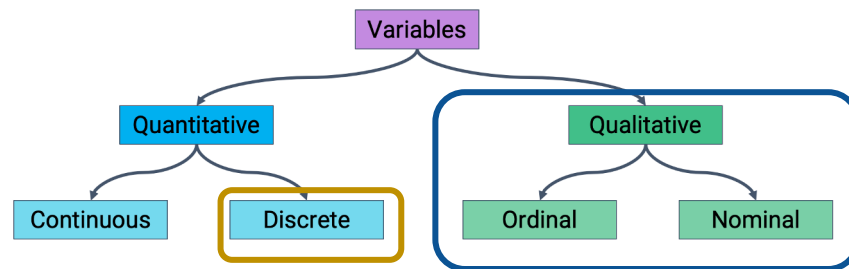 Variables
Quantitative
Qualitative
Continuous
Discrete
Ordinal
Nominal